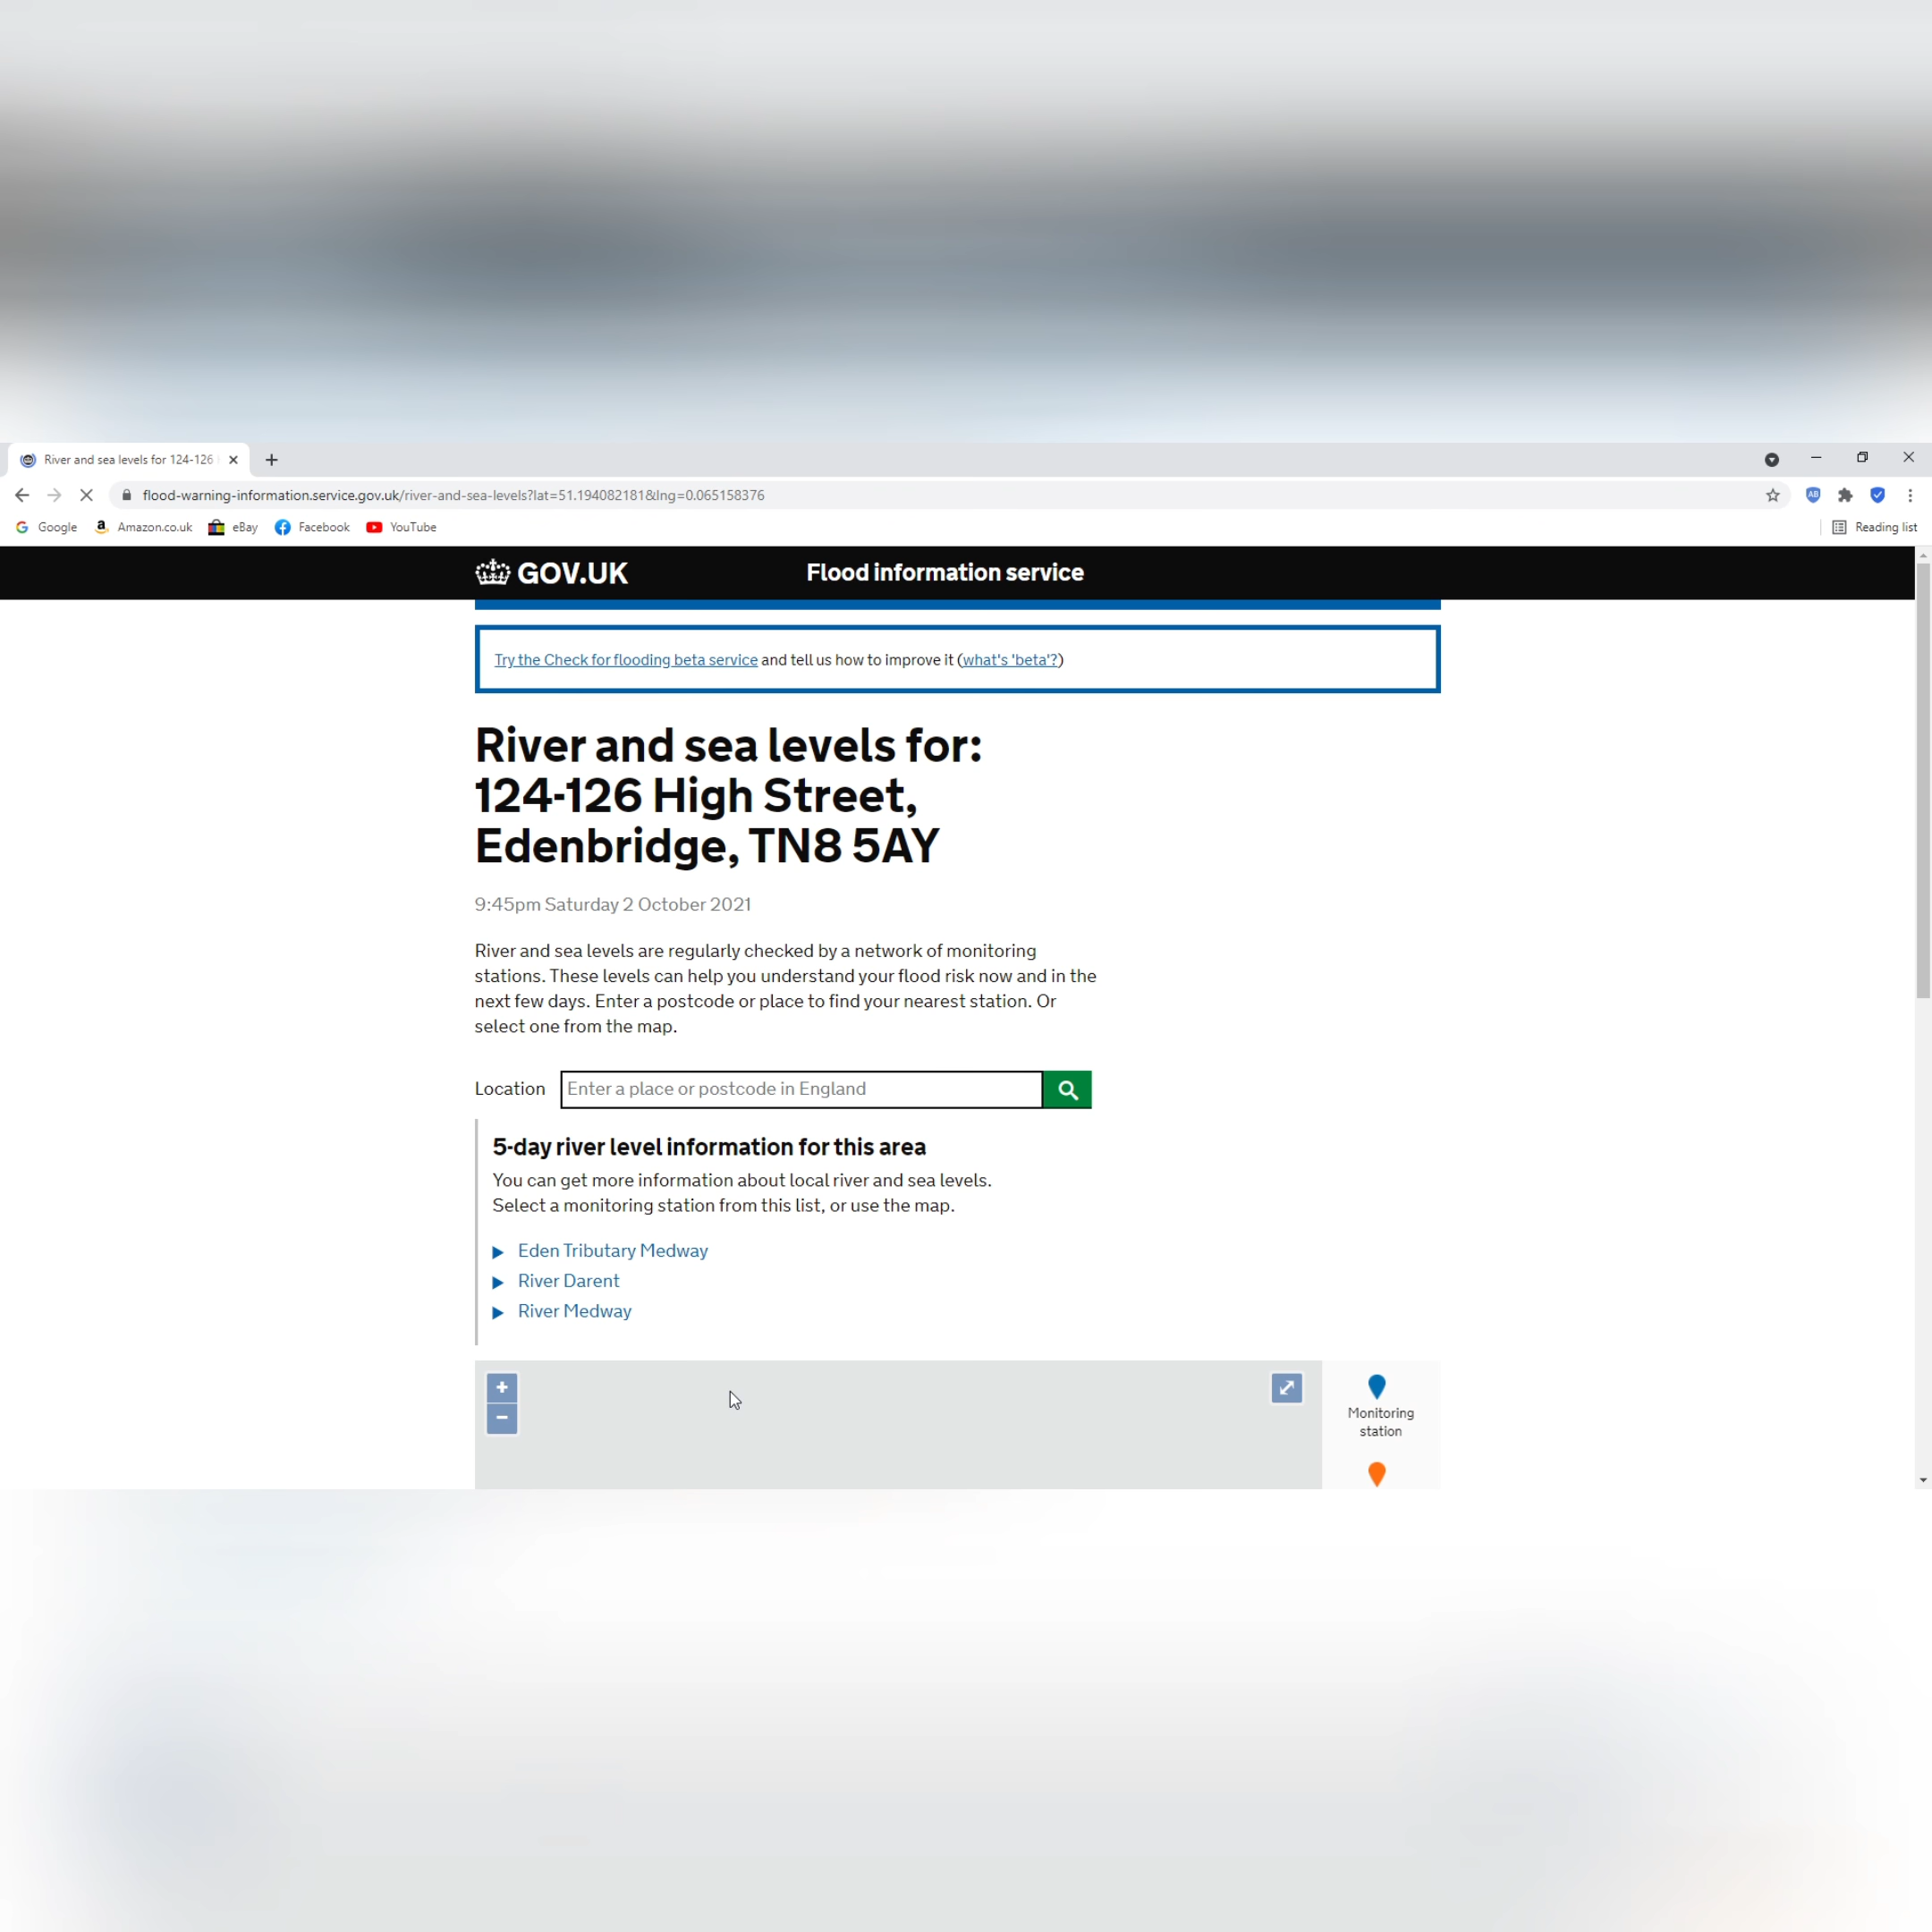 River and sea levels for 124-126
flood-warning-information.service.gov.uk/river-and-sea-levels?lat=51.194082181&lng=0.065158376
Google Amazon.co.uk eBay Facebook YouTube Reading list
GOV.UK Flood information service
Try the Check for flooding beta service and tell us how to improve it (what's 'beta'?)
River and sea levels for:
124-126 High Street,
Edenbridge, TN8 5AY
9:45pm Saturday 2 October 2021
River and sea levels are regularly checked by a network of monitoring
stations. These levels can help you understand your flood risk now and in the
next few days. Enter a postcode or place to find your nearest station. Or
select one from the map.
Location Enter a place or postcode in England
5-day river level information for this area
You can get more information about local river and sea levels.
Select a monitoring station from this list, or use the map.
Eden Tributary Medway
River Darent
River Medway
Monitoring
station